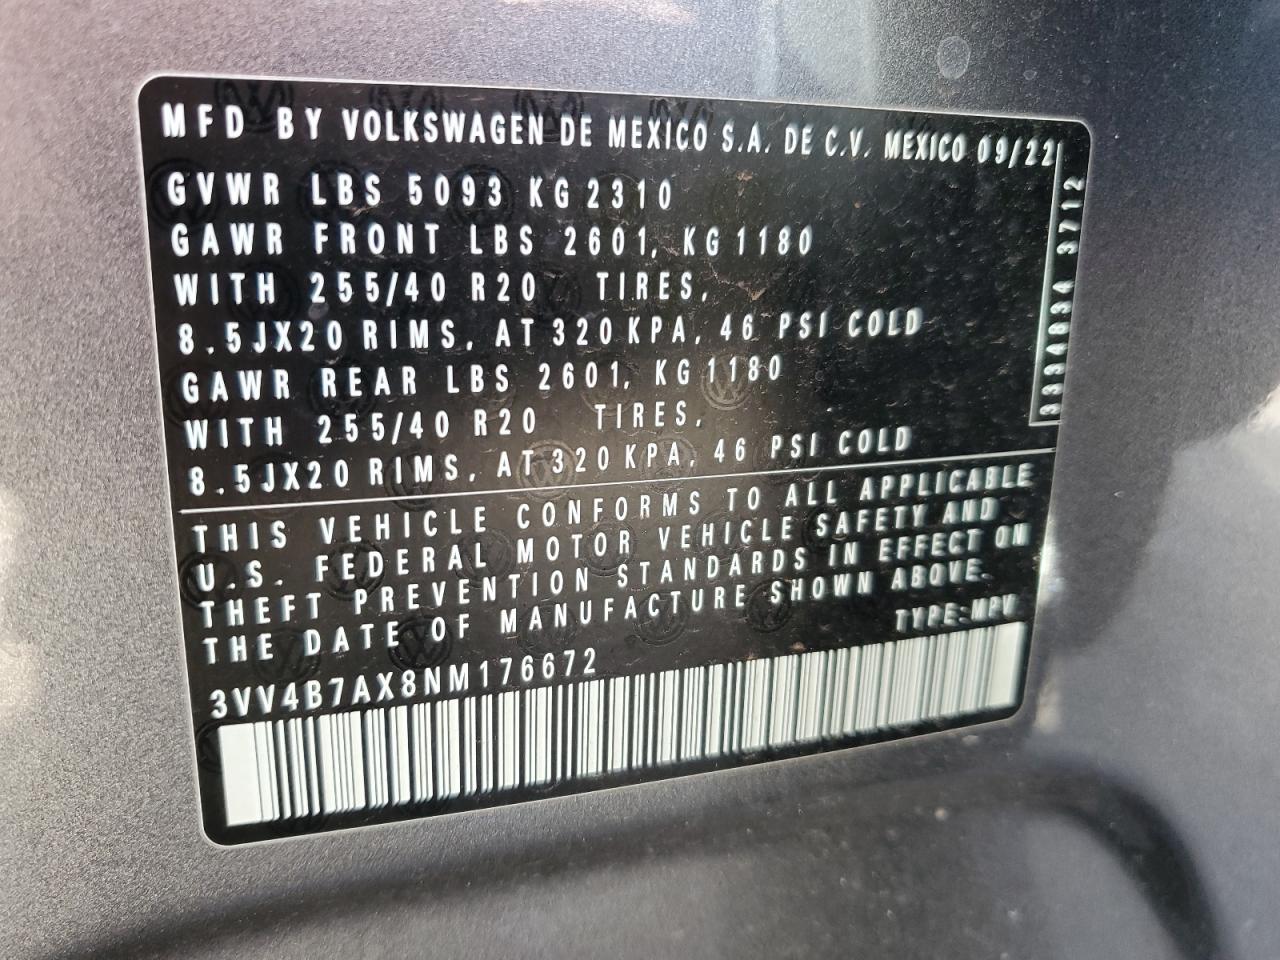 MFD BY VOLKSWAGEN DE MEXICO S.A. DE C.V. MEXICO 09/22
GVWR LBS 5093 KG 2310
GAWR FRONT LBS 2601, KG 1180
WITH 255/40 R20 TIRES,
8.5JX20 RIMS, AT 320 KPA, 46 PSI COLD
GAWR REAR LBS 2601, KG 1180
WITH 255/40 R20 TIRES,
8.5JX20 RIMS, AT 320 KPA, 46 PSI COLD
THIS VEHICLE CONFORMS TO ALL APPLICABLE
U.S. FEDERAL MOTOR VEHICLE SAFETY AND
THEFT PREVENTION STANDARDS IN EFFECT ON
THE DATE OF MANUFACTURE SHOWN ABOVE.
TYPE:MPV
3VV4B7AX8NM176672